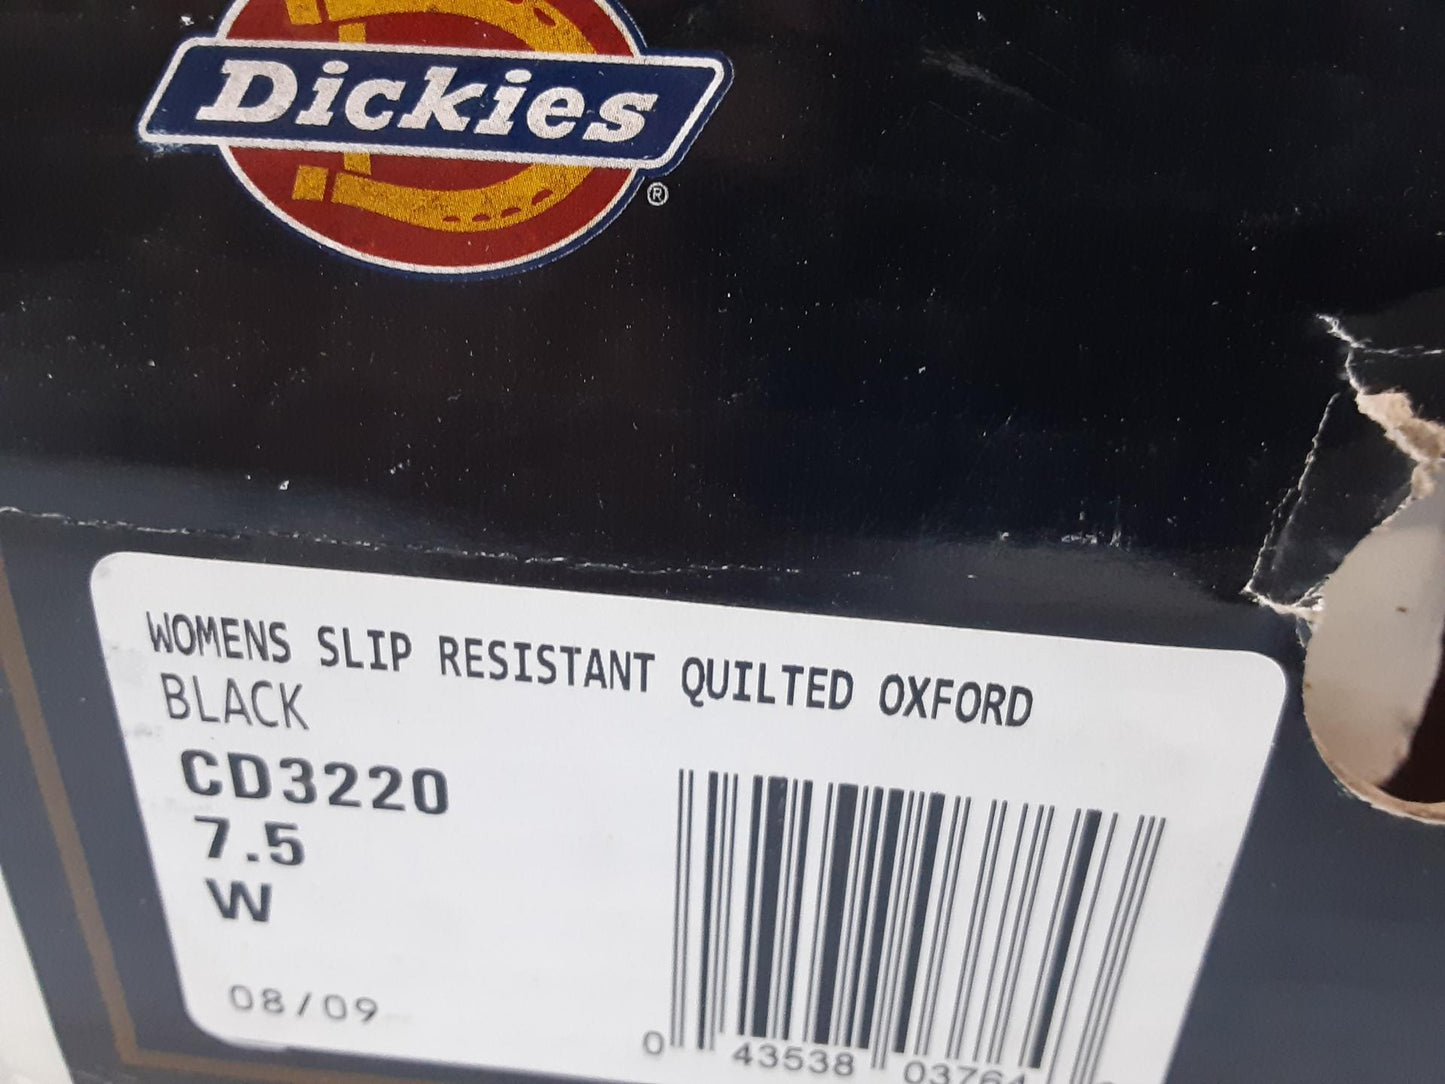 Dickies
®
WOMENS SLIP RESISTANT QUILTED OXFORD
BLACK
CD3220
7.5
W
08/09
0 43538 03764